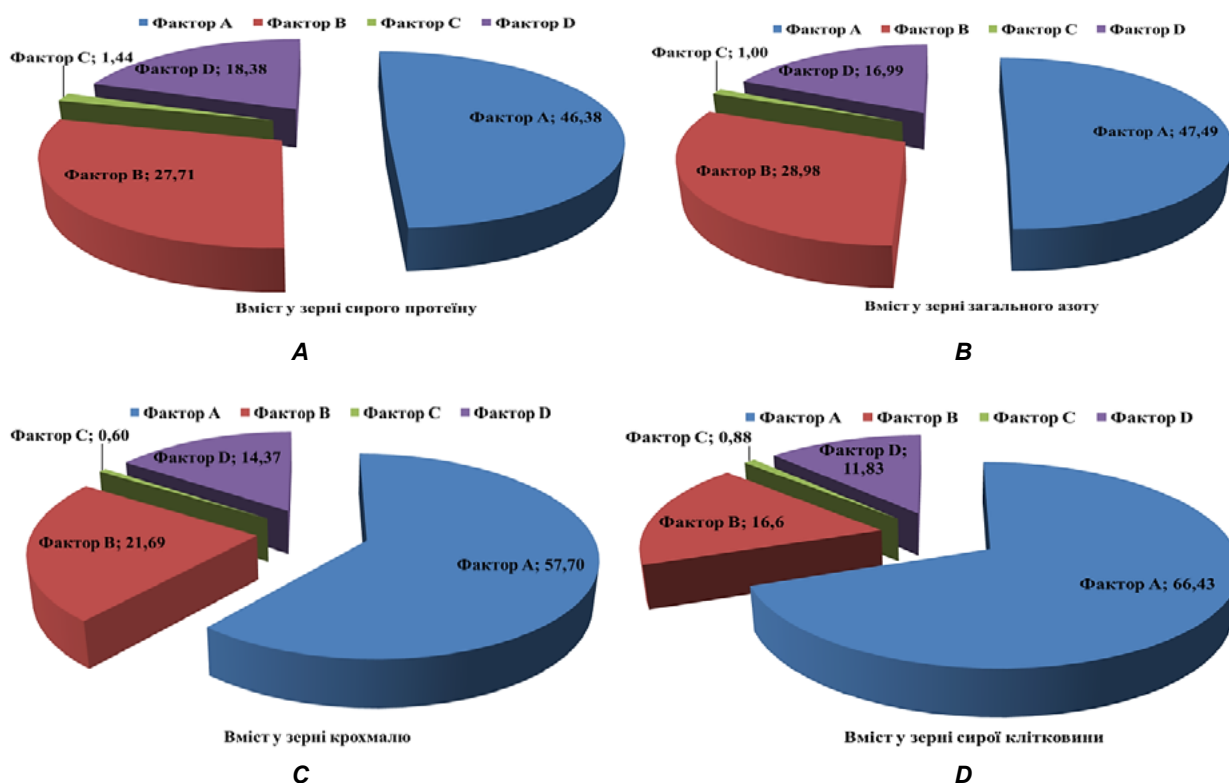 Фактор А Фактор В Фактор С Фактор D
Фактор С; 1,44
Фактор D; 18,38
Фактор А; 46,38
Фактор В; 27,71
Вміст у зерні сирого протеїну
A
Фактор А Фактор В Фактор С Фактор D
Фактор С; 1,00
Фактор D; 16,99
Фактор А; 47,49
Фактор В; 28,98
Вміст у зерні загального азоту
B
Фактор А Фактор В Фактор С Фактор D
Фактор С; 0,60
Фактор D; 14,37
Фактор В; 21,69
Фактор А; 57,70
Вміст у зерні крохмалю
C
Фактор А Фактор В Фактор С Фактор D
Фактор С; 0,88
Фактор D;
11,83
Фактор В; 16,6
Фактор А; 66,43
Вміст у зерні сирої клітковини
D